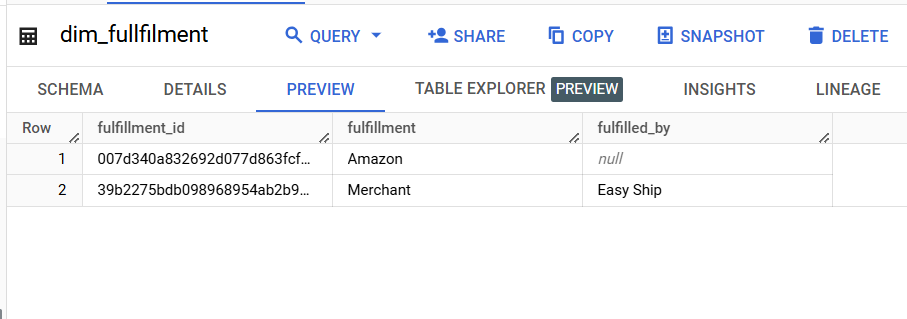 dim_fullfilment QUERY SHARE COPY SNAPSHOT DELETE
SCHEMA DETAILS PREVIEW TABLE EXPLORER PREVIEW INSIGHTS LINEAGE
Row fulfillment_id fulfillment fulfilled_by
1 007d340a832692d077d863fcf... Amazon null
2 39b2275bdb098968954ab2b9... Merchant Easy Ship